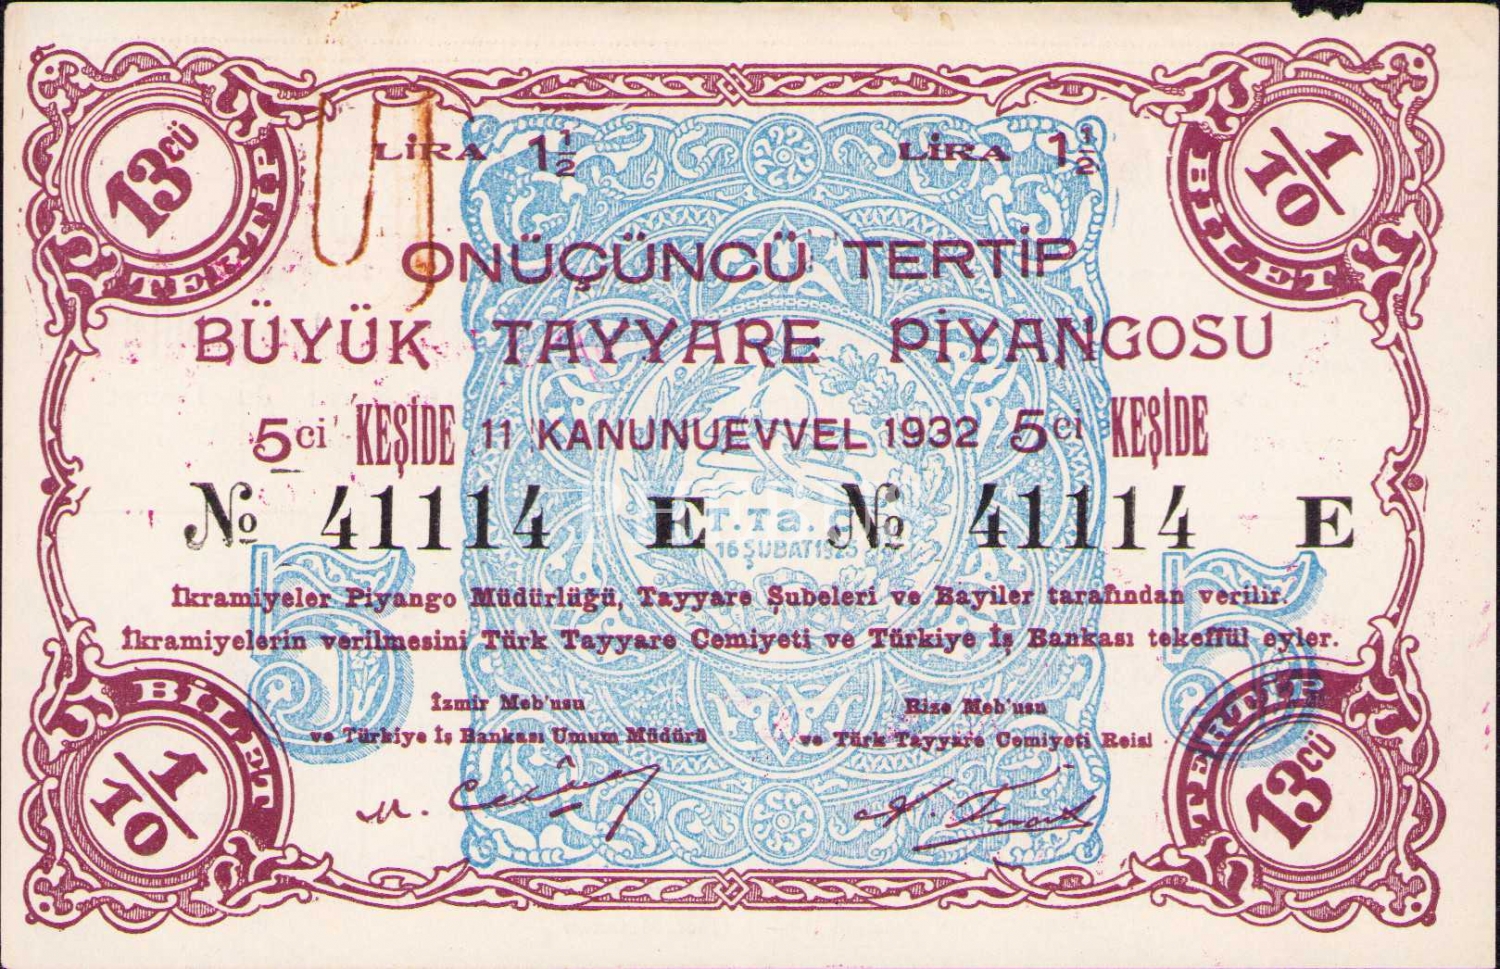 13cü TERTİP
LİRA 1 1/2 LİRA 1 1/2
1/10 BİLET
ONÜÇÜNCÜ TERTİP
BÜYÜK TAYYARE PİYANGOSU
5ci KEŞİDE 11 KANUNUEVVEL 1932 5ci KEŞİDE
No 41114 E No 41114 E
T.Ta.C
16 ŞUBAT 1925
5 5
İkramiyeler Piyango Müdürlüğü, Tayyare Şubeleri ve Bayiler tarafından verilir.
İkramiyelerin verilmesini Türk Tayyare Cemiyeti ve Türkiye İş Bankası tekeffül eyler.
İzmir Meb'usu
ve Türkiye İş Bankası Umum Müdürü
Rize Meb'usu
ve Türk Tayyare Cemiyeti Reisi
BİLET 1/10
TERTİP 13cü